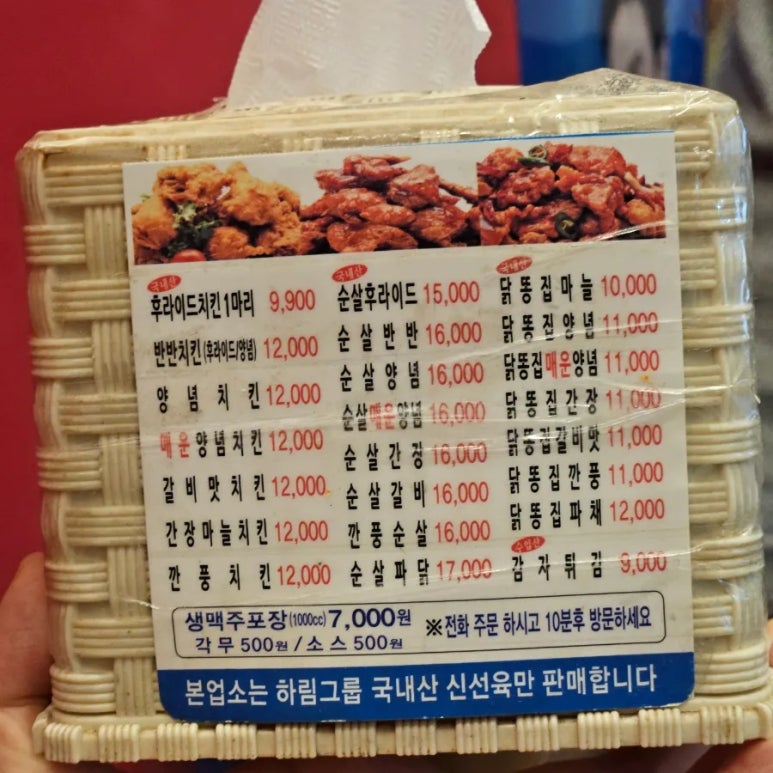 국내산
후라이드치킨 1마리 9,900
반반치킨(후라이드/양념) 12,000
양념치킨 12,000
매운양념치킨 12,000
갈비맛치킨 12,000
간장마늘치킨 12,000
깐풍치킨 12,000
국내산
순살후라이드 15,000
순살반반 16,000
순살양념 16,000
순살매운양념 16,000
순살간장 16,000
순살갈비 16,000
깐풍순살 16,000
순살파닭 17,000
국내산
닭똥집마늘 10,000
닭똥집양념 11,000
닭똥집매운양념 11,000
닭똥집간장 11,000
닭똥집갈비맛 11,000
닭똥집깐풍 11,000
닭똥집파채 12,000
수입산
감자튀김 9,000
생맥주포장(1000cc) 7,000원
각무 500원 / 소스 500원
※전화 주문 하시고 10분후 방문하세요
본업소는 하림그룹 국내산 신선육만 판매합니다